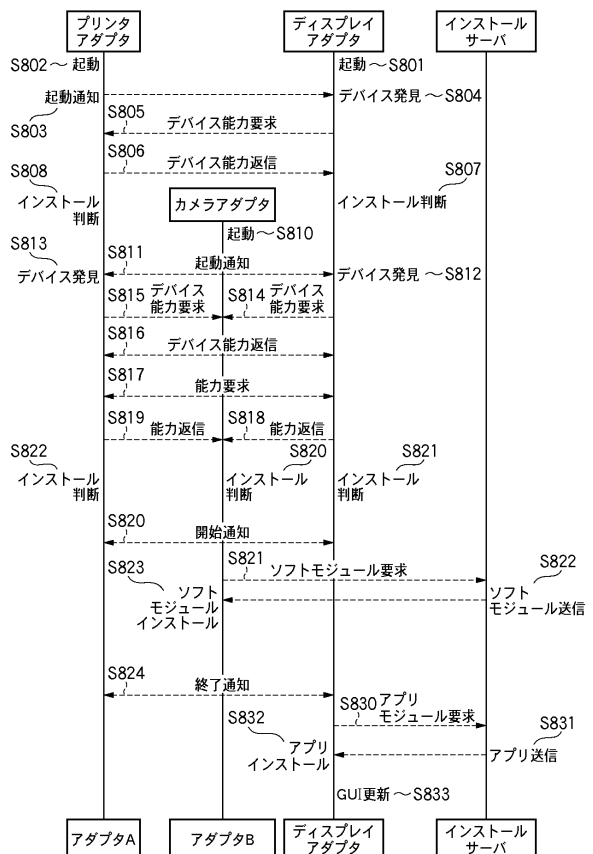 プリンタ
アダプタ
ディスプレイ
アダプタ
インストール
サーバ
S802 起動
起動 S801
起動通知
S803
デバイス発見 S804
S805
デバイス能力要求
S806
デバイス能力返信
S808
インストール
判断
S807
インストール判断
カメラアダプタ
起動 S810
S813
デバイス発見
S811
起動通知
デバイス発見 S812
S815
デバイス
能力要求
S814
デバイス
能力要求
S816
デバイス能力返信
S817
能力要求
S819
能力返信
S818
能力返信
S822
インストール
判断
S820
インストール
判断
S821
インストール
判断
S820
開始通知
S821
ソフトモジュール要求
S822
ソフト
モジュール送信
S823
ソフト
モジュール
インストール
S824
終了通知
S830
アプリ
モジュール要求
S831
アプリ送信
S832
アプリ
インストール
GUI更新 S833
アダプタA
アダプタB
ディスプレイ
アダプタ
インストール
サーバ